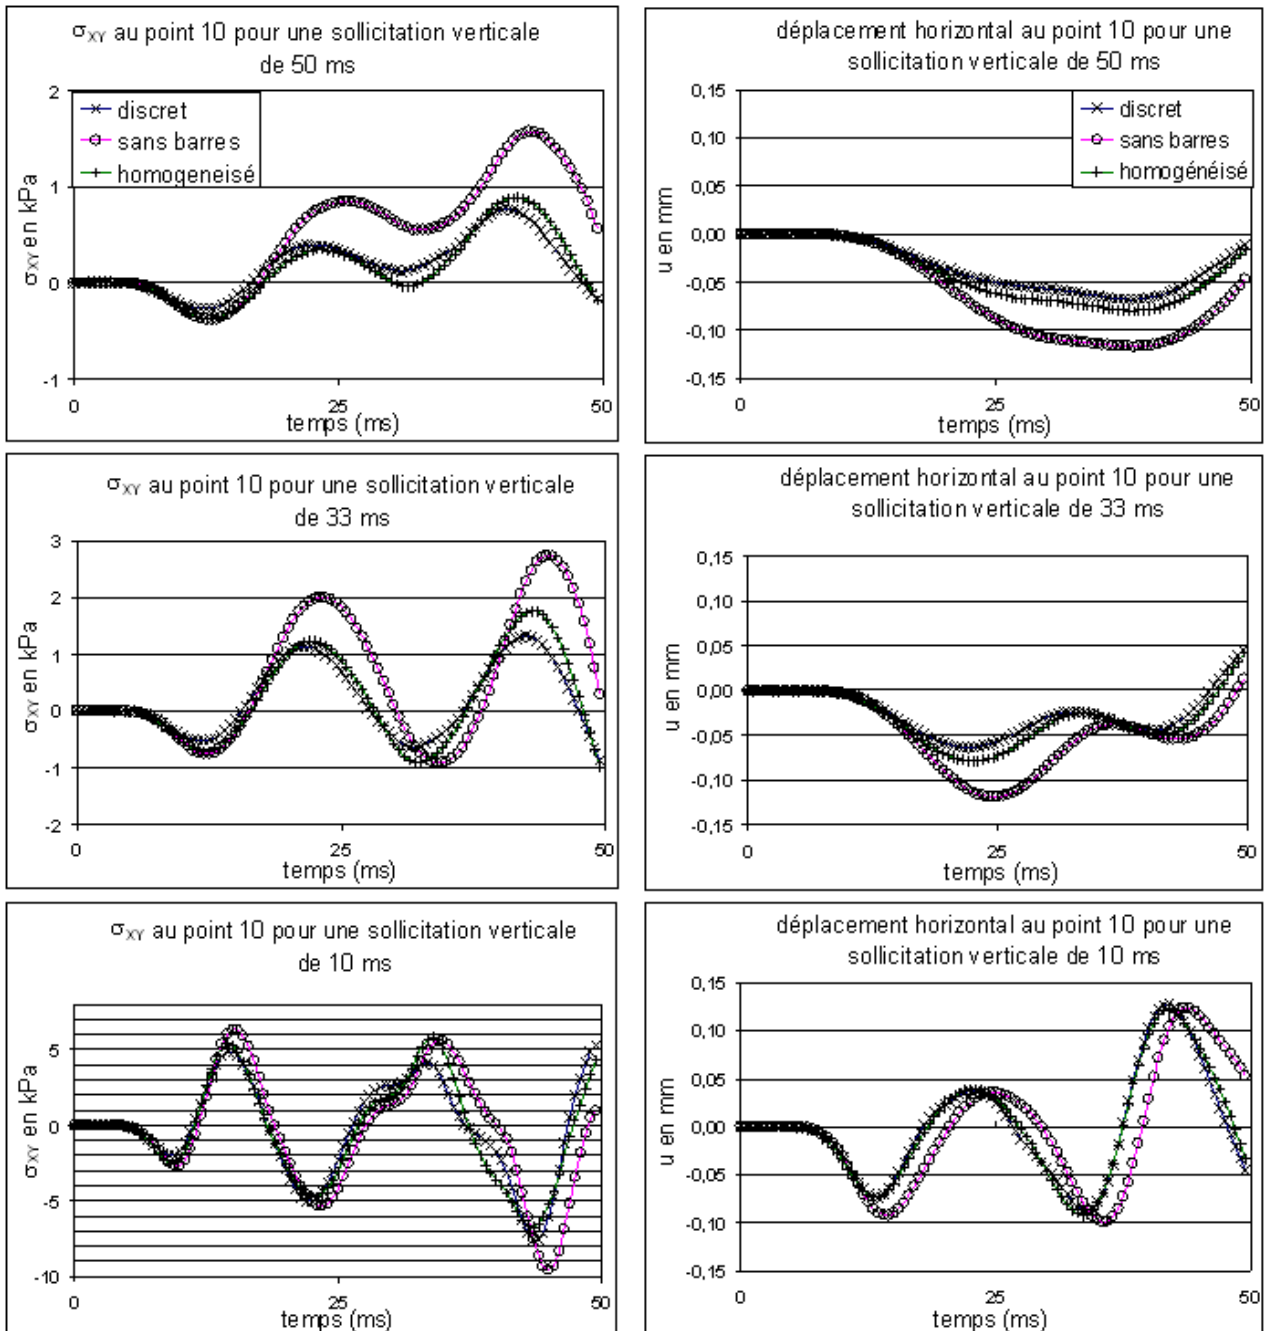 σXY au point 10 pour une sollicitation verticale
de 50 ms
2
1
0
-1
σXY en kPa
discret
sans barres
homogeneisé
0
25
50
temps (ms)
déplacement horizontal au point 10 pour une
sollicitation verticale de 50 ms
0,15
0,10
0,05
0,00
-0,05
-0,10
-0,15
u en mm
discret
sans barres
homogénéisé
0
25
50
temps (ms)
σXY au point 10 pour une sollicitation verticale
de 33 ms
3
2
1
0
-1
-2
σXY en kPa
0
25
50
temps (ms)
déplacement horizontal au point 10 pour une
sollicitation verticale de 33 ms
0,15
0,10
0,05
0,00
-0,05
-0,10
-0,15
u en mm
0
25
50
temps (ms)
σXY au point 10 pour une sollicitation verticale
de 10 ms
5
0
-5
-10
σXY en kPa
0
25
50
temps (ms)
déplacement horizontal au point 10 pour une
sollicitation verticale de 10 ms
0,15
0,10
0,05
0,00
-0,05
-0,10
-0,15
u en mm
0
25
50
temps (ms)